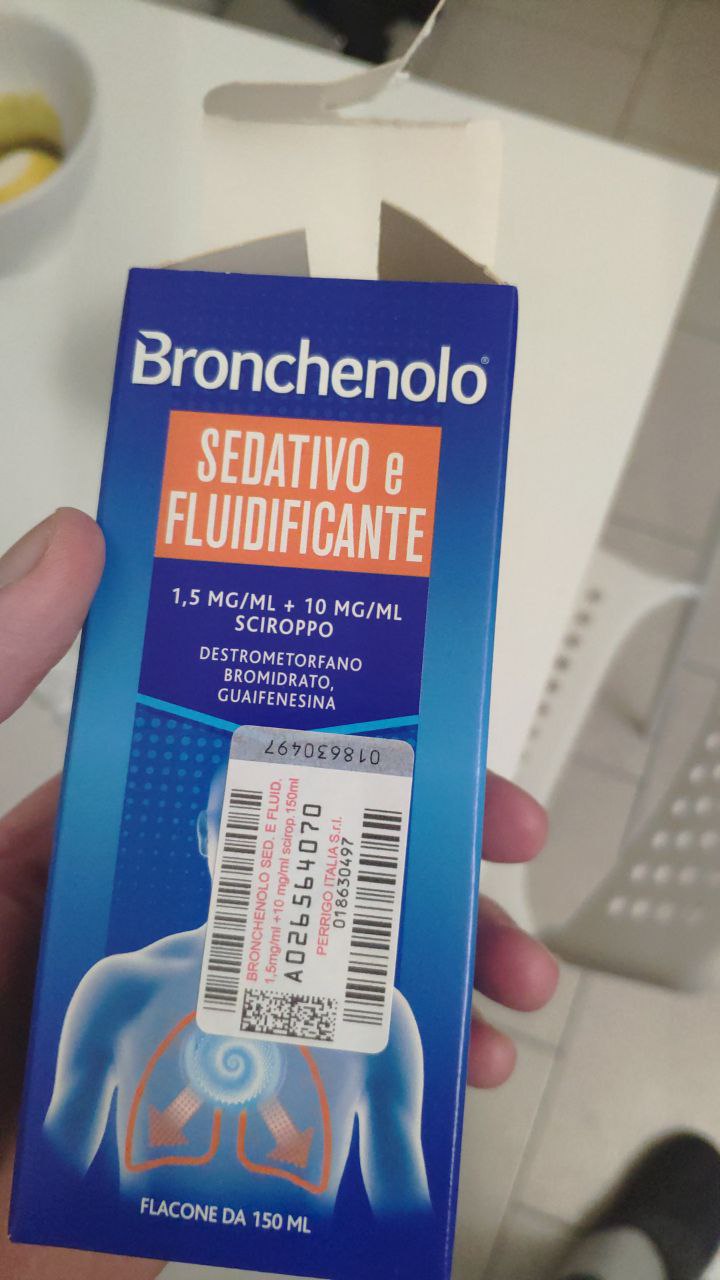 Bronchenolo®
SEDATIVO e
FLUIDIFICANTE
1,5 MG/ML + 10 MG/ML
SCIROPPO
DESTROMETORFANO
BROMIDRATO,
GUAIFENESINA
018630497
BRONCHENOLO SED. E FLUID.
1,5mg/ml +10 mg/ml scirop.150ml
A026564070
PERRIGO ITALIA S.r.l.
018630497
FLACONE DA 150 ML